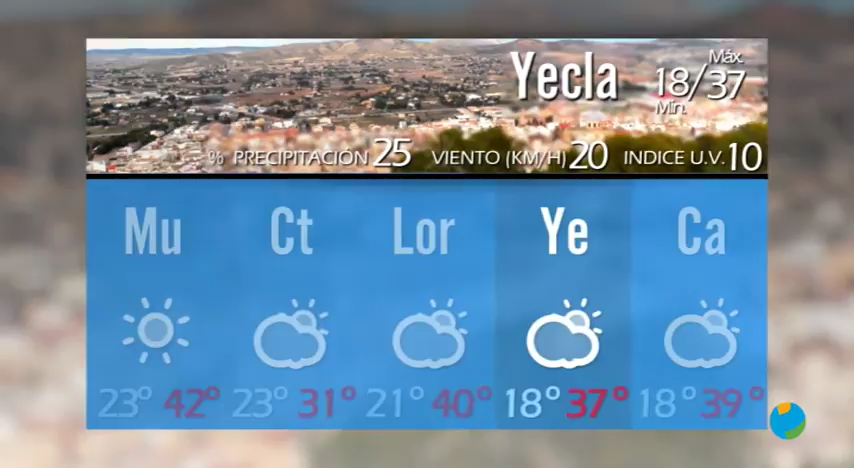 Máx.
Yecla 18/37
Mín.
% PRECIPITACIÓN 25 VIENTO (KM/H) 20 INDICE U.V. 10
Mu Ct Lor Ye Ca
23° 42° 23° 31° 21° 40° 18° 37° 18° 39°